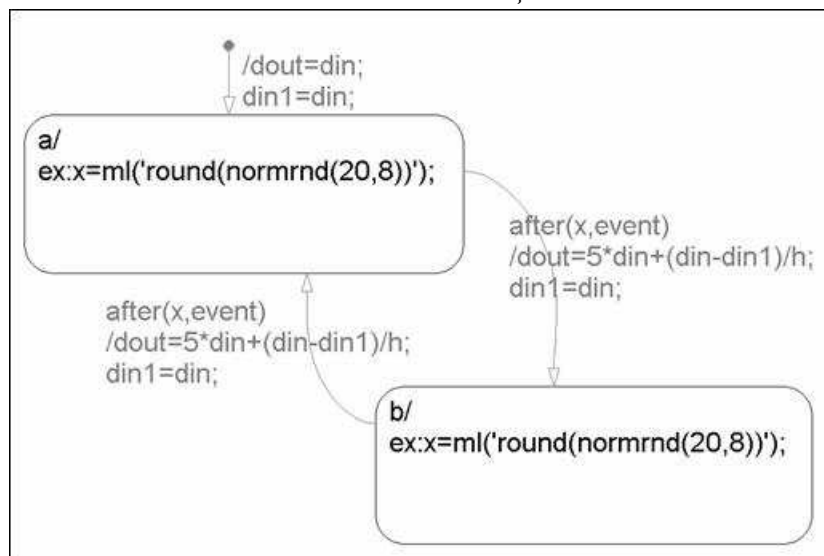 /dout=din;
din1=din;
a/
ex:x=ml('round(normrnd(20,8))');
after(x,event)
/dout=5*din+(din-din1)/h;
din1=din;
after(x,event)
/dout=5*din+(din-din1)/h;
din1=din;
b/
ex:x=ml('round(normrnd(20,8))');